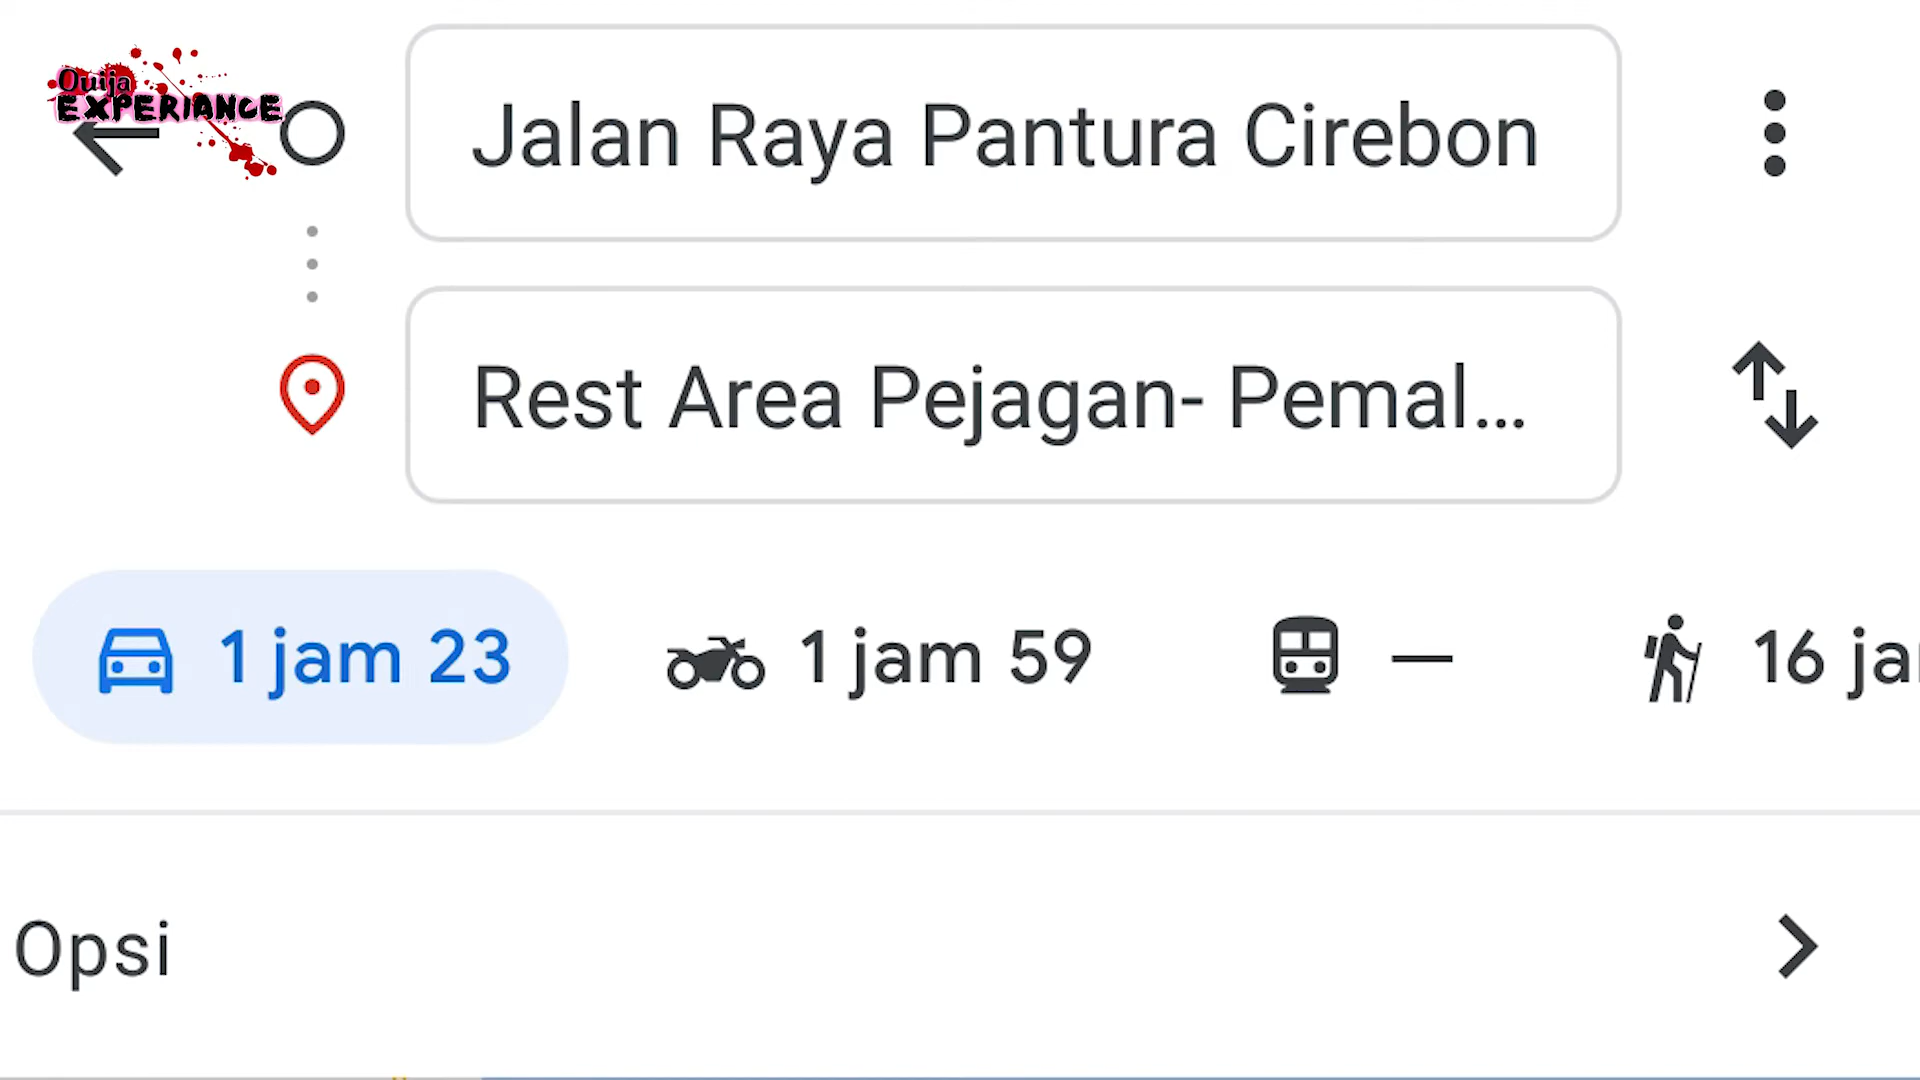 Ouija
EXPERIANCE
Jalan Raya Pantura Cirebon
Rest Area Pejagan- Pemal...
1 jam 23
1 jam 59
—
16 ja
Opsi